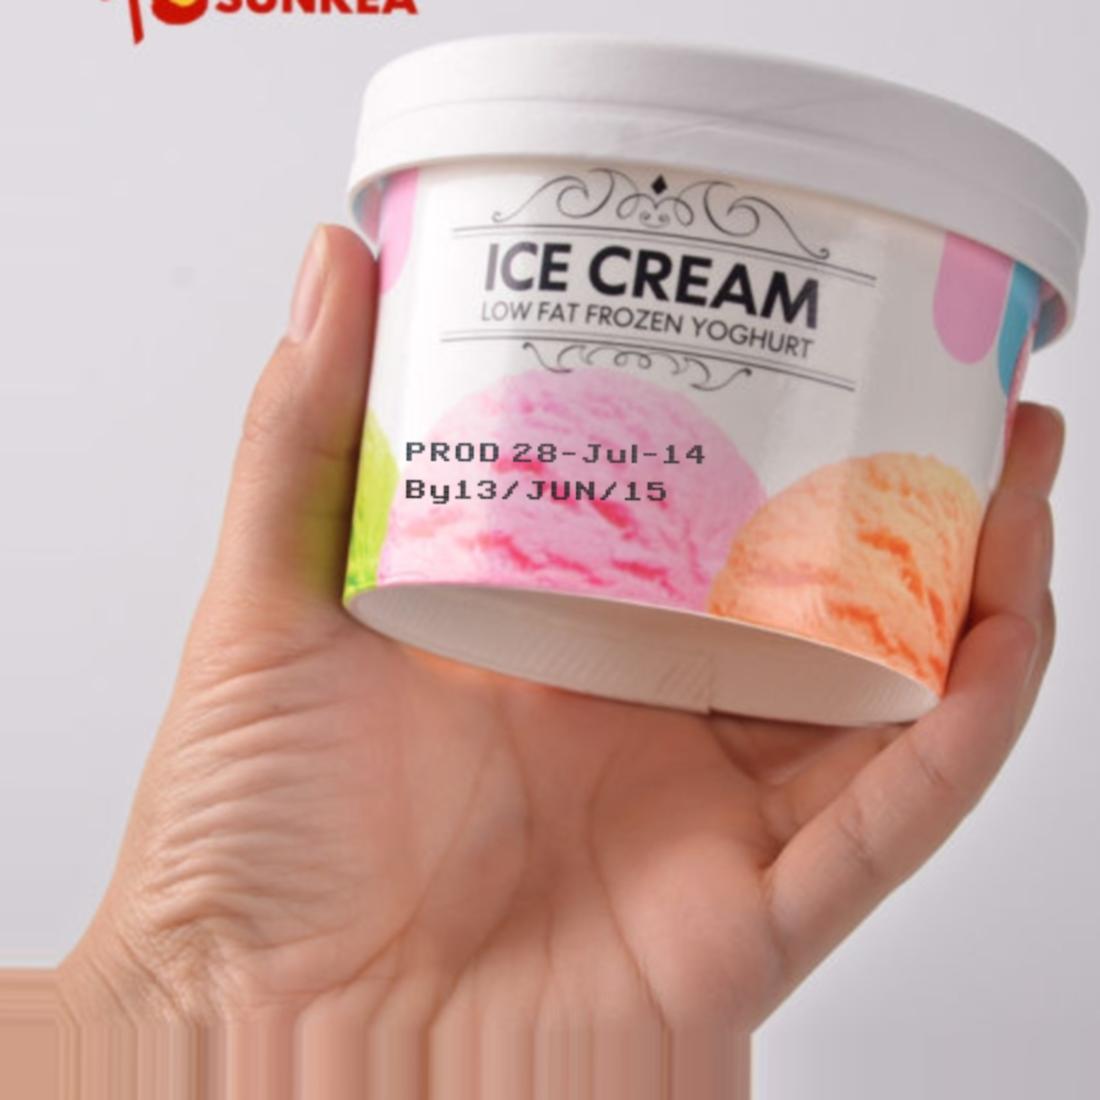 SUNKEA
ICE CREAM
LOW FAT FROZEN YOGHURT
PROD 28-Jul-14
By13/JUN/15